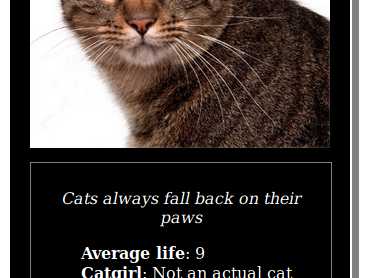 Cats always fall back on their
paws
Average life: 9
Catgirl: Not an actual cat